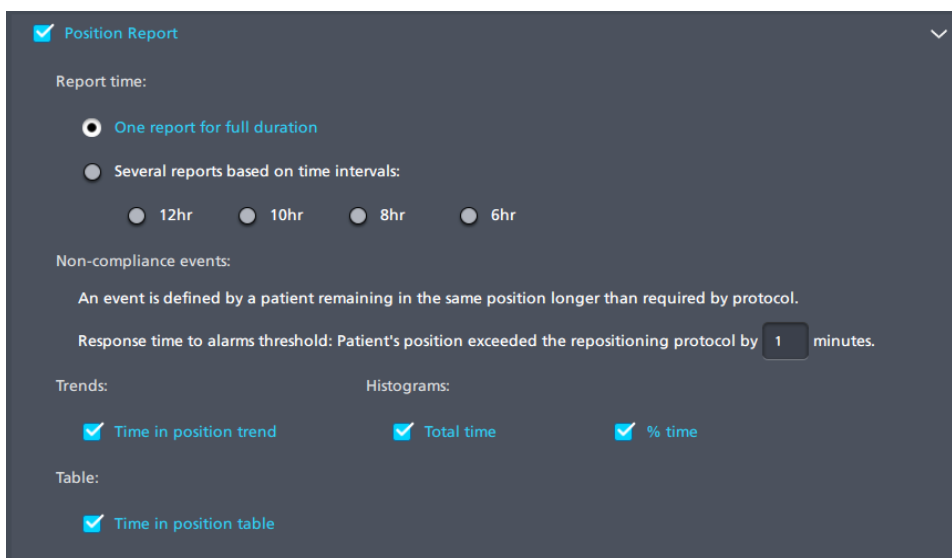 Position Report
Report time:
One report for full duration
Several reports based on time intervals:
12hr 10hr 8hr 6hr
Non-compliance events:
An event is defined by a patient remaining in the same position longer than required by protocol.
Response time to alarms threshold: Patient's position exceeded the repositioning protocol by 1 minutes.
Trends: Histograms:
Time in position trend Total time % time
Table:
Time in position table